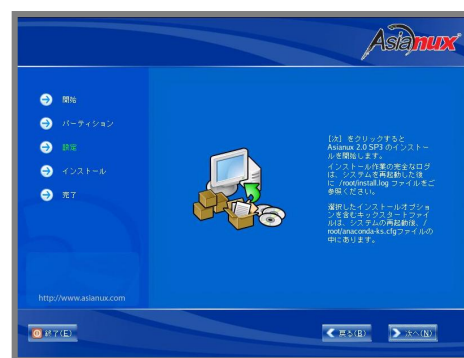 Asianux
開始
パーティション
設定
インストール
完了
[次] をクリックすると
Asianux 2.0 SP3 のインストー
ルを開始します。
インストール作業の完全なログ
は、システムを再起動した後
に /root/install.log ファイルをご
参照ください。
選択したインストールオプショ
ンを含むキックスタートファイ
ルは、システムの再起動後、/
root/anaconda-ks.cfgファイルの
中にあります。
http://www.asianux.com
終了(E)
戻る(B)
次へ(N)